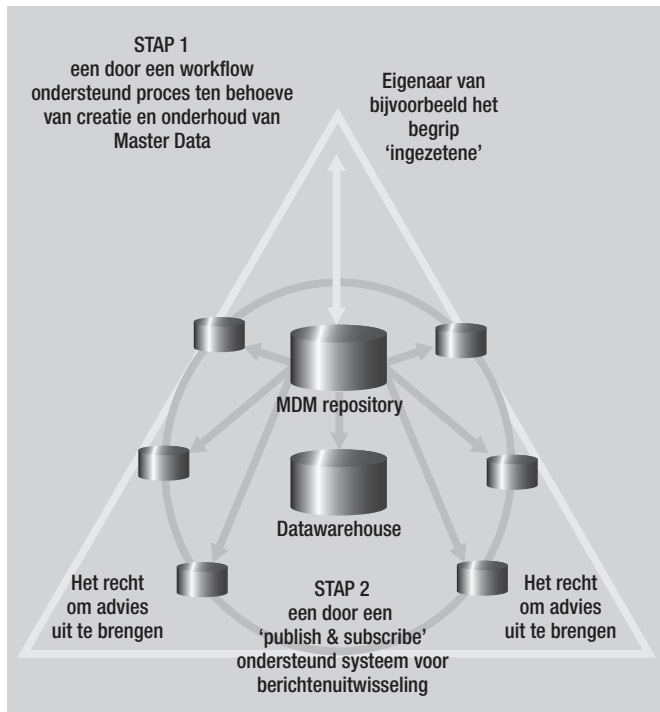 STAP 1
een door een workflow
ondersteund proces ten behoeve
van creatie en onderhoud van
Master Data
Eigenaar van
bijvoorbeeld het
begrip
‘ingezetene’
MDM repository
Datawarehouse
Het recht
om advies
uit te brengen
STAP 2
een door een
‘publish & subscribe’
ondersteund systeem voor
berichtenuitwisseling
Het recht
om advies
uit te brengen